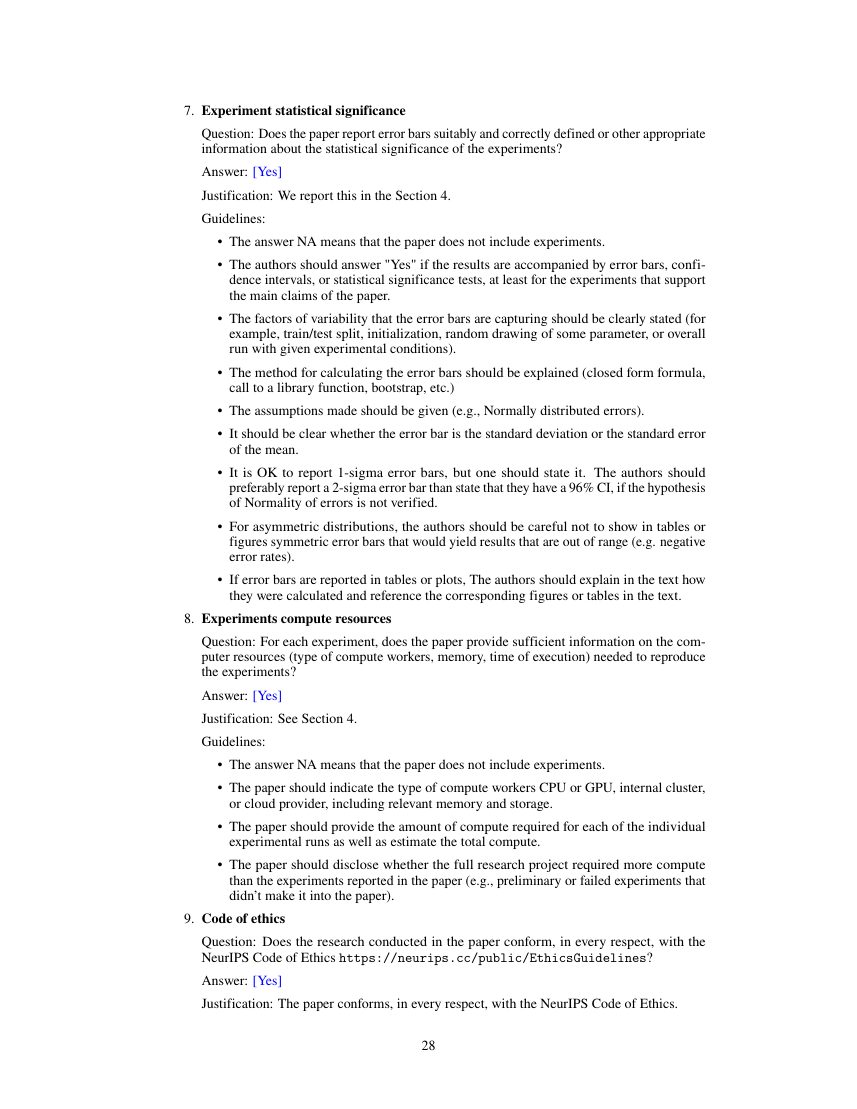 7. Experiment statistical significance
Question: Does the paper report error bars suitably and correctly defined or other appropriate
information about the statistical significance of the experiments?
Answer: [Yes]
Justification: We report this in the Section 4.
Guidelines:
• The answer NA means that the paper does not include experiments.
• The authors should answer "Yes" if the results are accompanied by error bars, confi-
dence intervals, or statistical significance tests, at least for the experiments that support
the main claims of the paper.
• The factors of variability that the error bars are capturing should be clearly stated (for
example, train/test split, initialization, random drawing of some parameter, or overall
run with given experimental conditions).
• The method for calculating the error bars should be explained (closed form formula,
call to a library function, bootstrap, etc.)
• The assumptions made should be given (e.g., Normally distributed errors).
• It should be clear whether the error bar is the standard deviation or the standard error
of the mean.
• It is OK to report 1-sigma error bars, but one should state it. The authors should
preferably report a 2-sigma error bar than state that they have a 96% CI, if the hypothesis
of Normality of errors is not verified.
• For asymmetric distributions, the authors should be careful not to show in tables or
figures symmetric error bars that would yield results that are out of range (e.g. negative
error rates).
• If error bars are reported in tables or plots, The authors should explain in the text how
they were calculated and reference the corresponding figures or tables in the text.
8. Experiments compute resources
Question: For each experiment, does the paper provide sufficient information on the com-
puter resources (type of compute workers, memory, time of execution) needed to reproduce
the experiments?
Answer: [Yes]
Justification: See Section 4.
Guidelines:
• The answer NA means that the paper does not include experiments.
• The paper should indicate the type of compute workers CPU or GPU, internal cluster,
or cloud provider, including relevant memory and storage.
• The paper should provide the amount of compute required for each of the individual
experimental runs as well as estimate the total compute.
• The paper should disclose whether the full research project required more compute
than the experiments reported in the paper (e.g., preliminary or failed experiments that
didn't make it into the paper).
9. Code of ethics
Question: Does the research conducted in the paper conform, in every respect, with the
NeurIPS Code of Ethics https://neurips.cc/public/EthicsGuidelines?
Answer: [Yes]
Justification: The paper conforms, in every respect, with the NeurIPS Code of Ethics.
28